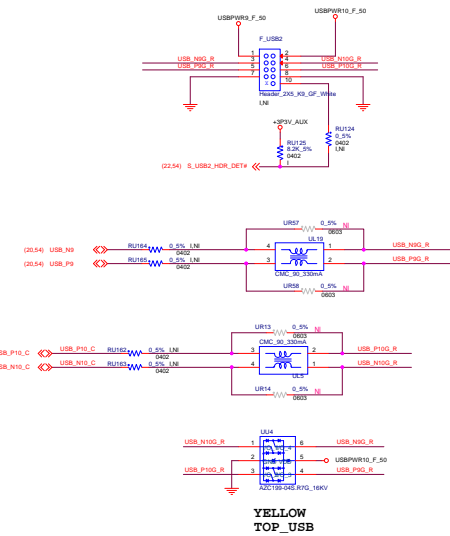 USBPWR9_F_50
USBPWR10_F_50
F_USB2
1 2
USB_N9G_R 3 4 USB_N10G_R
USB_P9G_R 5 6 USB_P10G_R
7 8
10
Header_2X5_K9_GF_White
I,NI
+3P3V_AUX
RU124
0_5%
0402
I,NI
RU125
8.2K_5%
0402
I
(22,54) S_USB2_HDR_DET#
UR57 0_5% NI
0603
UL19
(20,54) USB_N9 RU164 0_5% I,NI 4 1 USB_N9G_R
0402
(20,54) USB_P9 RU165 0_5% I,NI 3 2 USB_P9G_R
0402
CMC_90_330mA
UR58 0_5% NI
0603
UR13 0_5% NI
0603
CMC_90_330mA
USB_P10_C USB_P10_C RU162 0_5% I,NI 3 2 USB_P10G_R
0402
USB_N10_C USB_N10_C RU163 0_5% I,NI 4 1 USB_N10G_R
0402
UL5
UR14 0_5% NI
0603
UU4
USB_N10G_R 1 6 USB_N9G_R
2 5 USBPWR10_F_50
USB_P10G_R 3 4 USB_P9G_R
AZC199-04S.R7G_16KV
YELLOW
TOP_USB